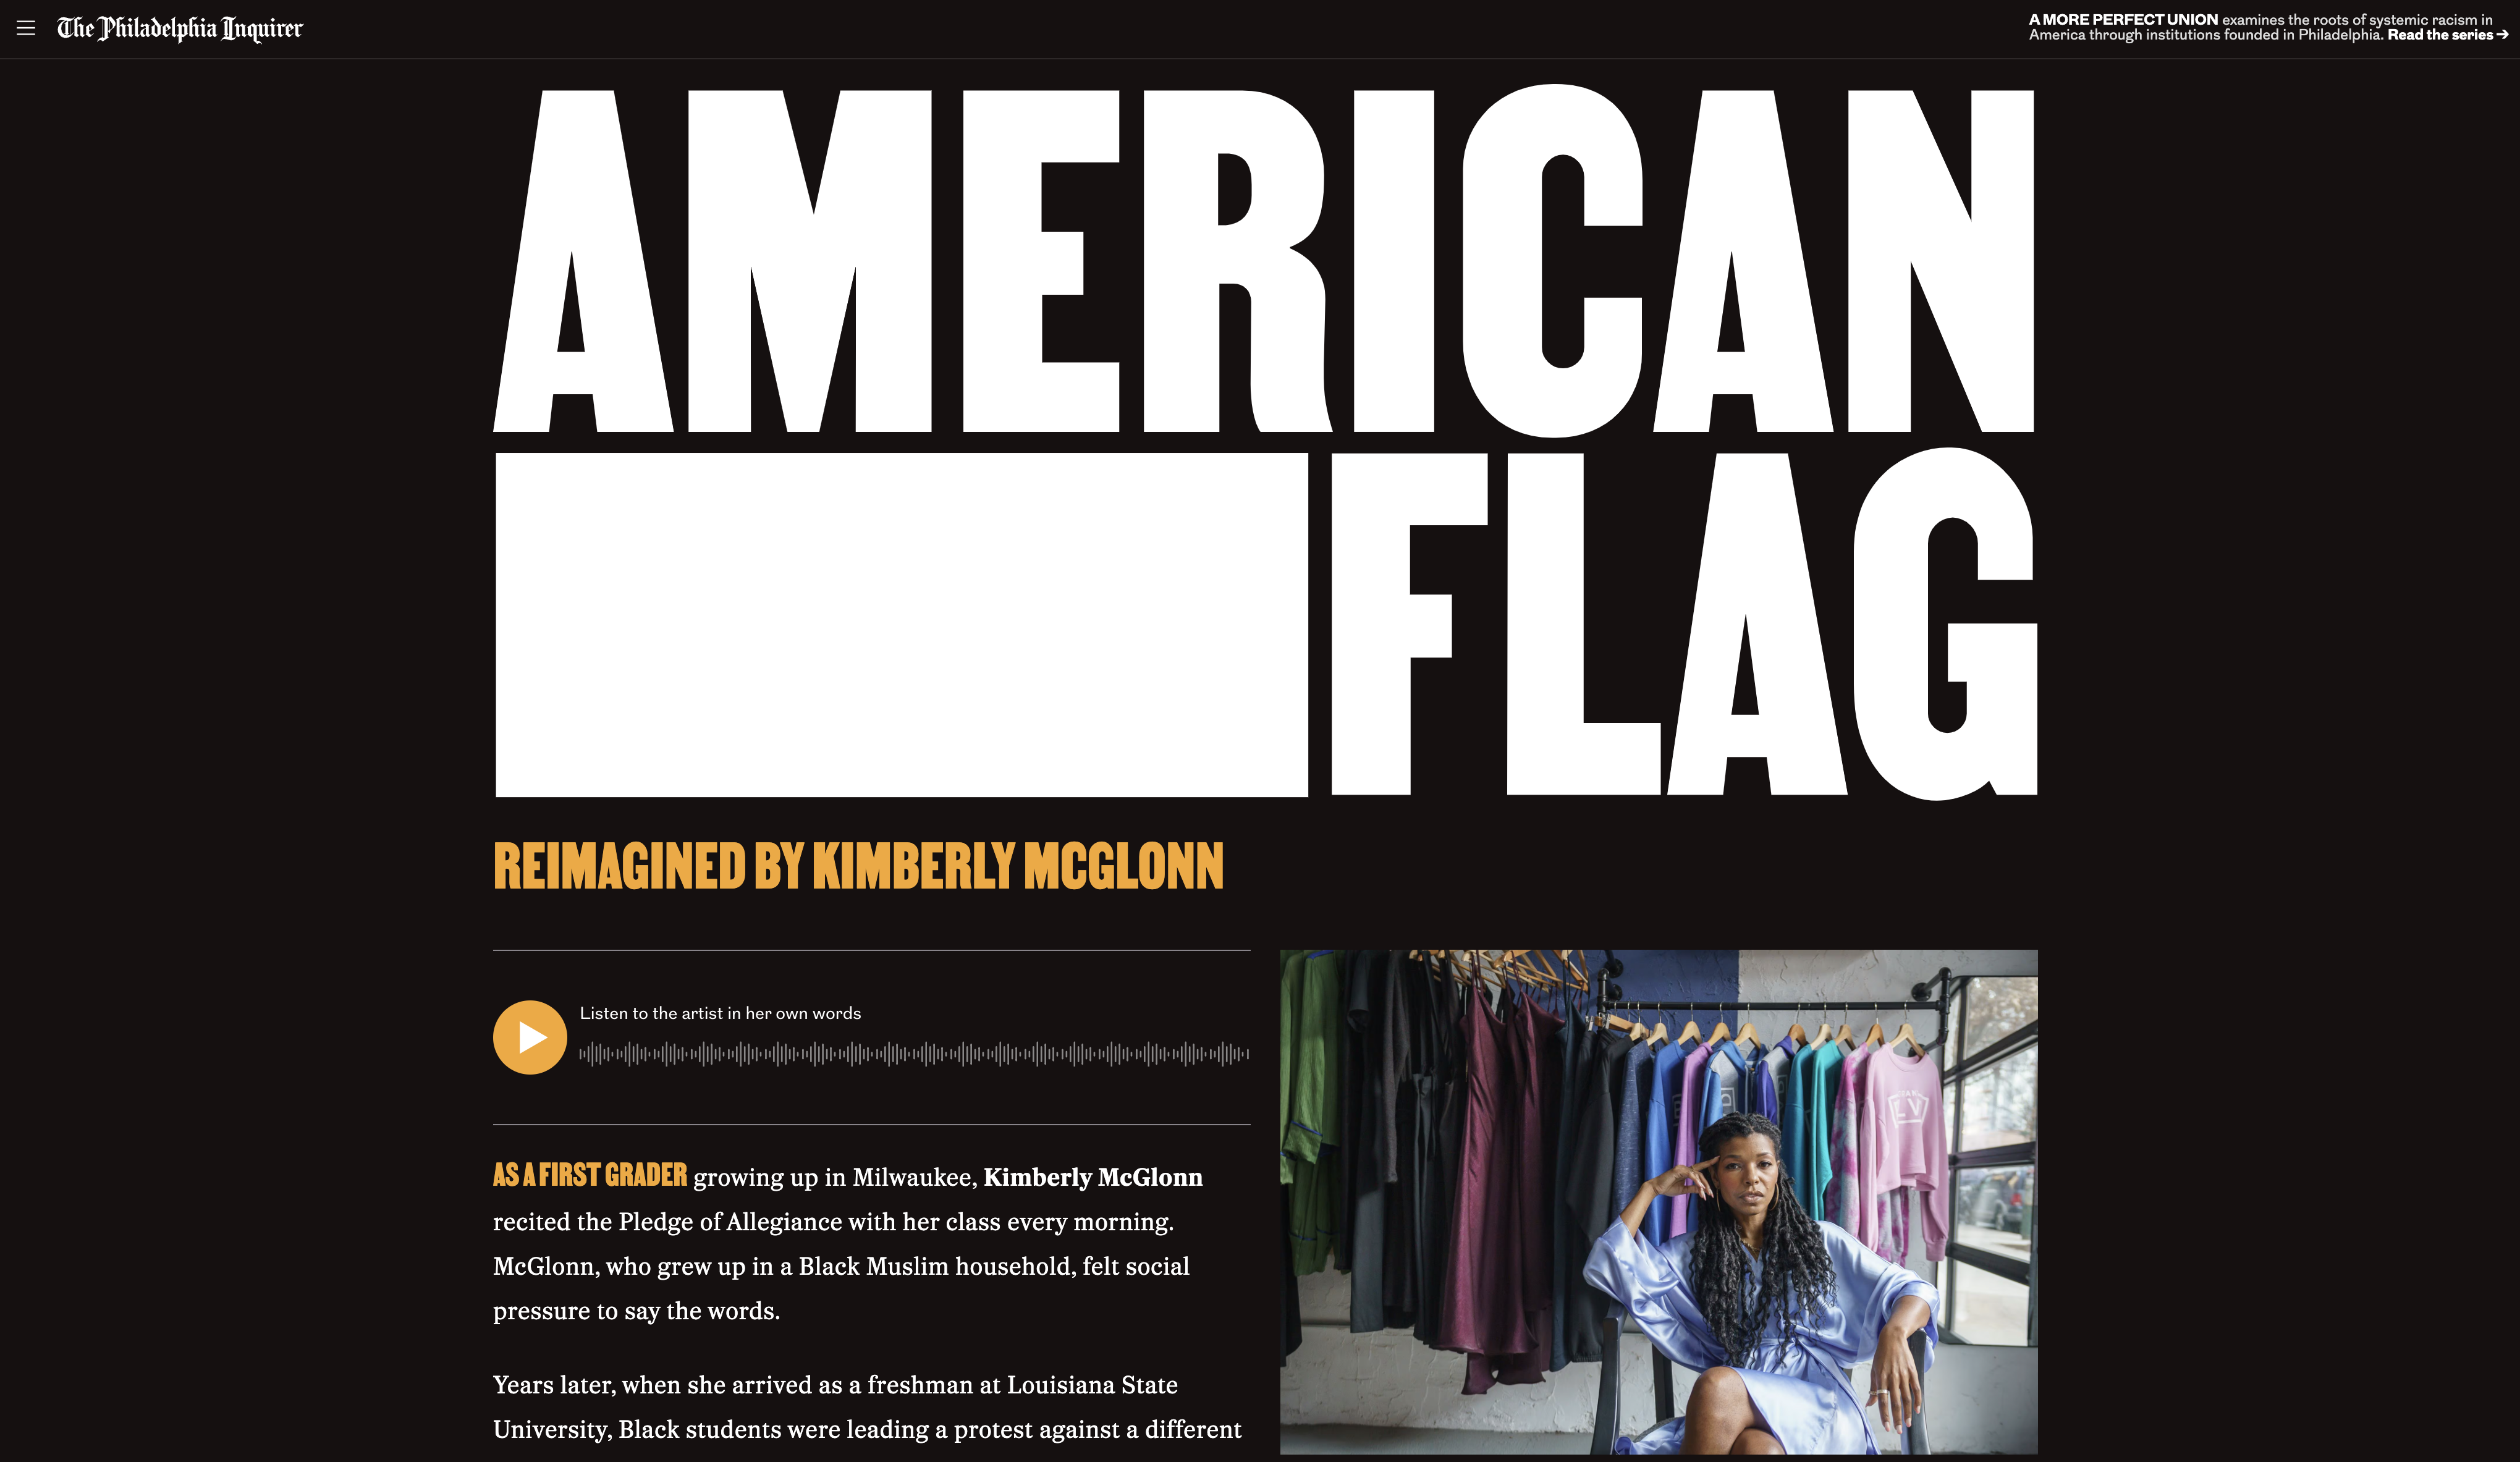 The Philadelphia Inquirer
A MORE PERFECT UNION examines the roots of systemic racism in
America through institutions founded in Philadelphia. Read the series →
AMERICAN
FLAG
REIMAGINED BY KIMBERLY MCGLONN
Listen to the artist in her own words
AS A FIRST GRADER growing up in Milwaukee, Kimberly McGlonn
recited the Pledge of Allegiance with her class every morning.
McGlonn, who grew up in a Black Muslim household, felt social
pressure to say the words.
Years later, when she arrived as a freshman at Louisiana State
University, Black students were leading a protest against a different
LV